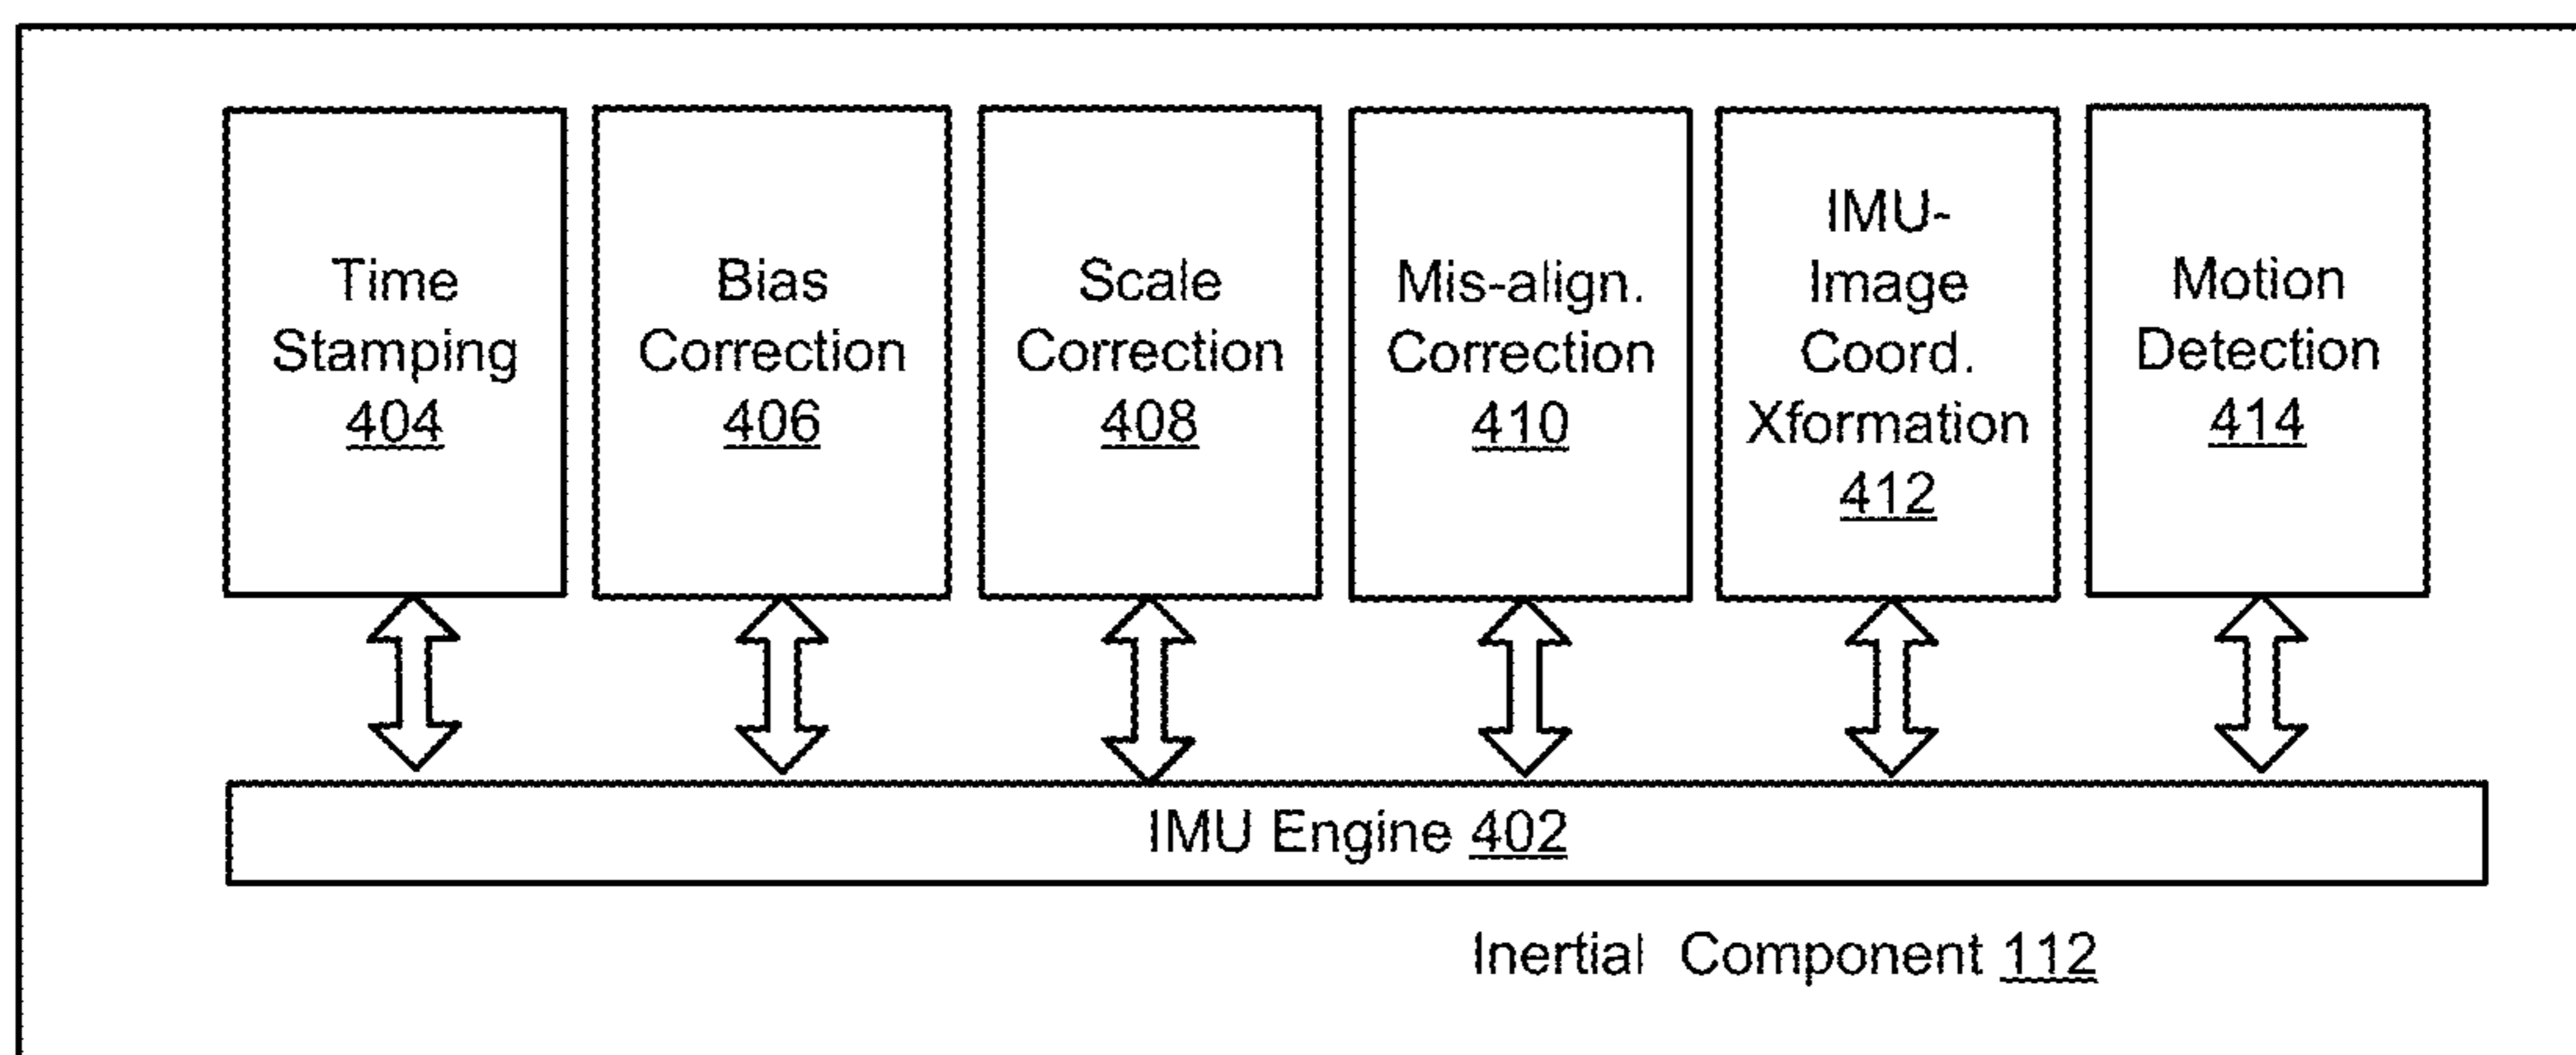 Time
Stamping
404
Bias
Correction
406
Scale
Correction
408
Mis-align.
Correction
410
IMU-
Image
Coord.
Xformation
412
Motion
Detection
414
IMU Engine 402
Inertial Component 112